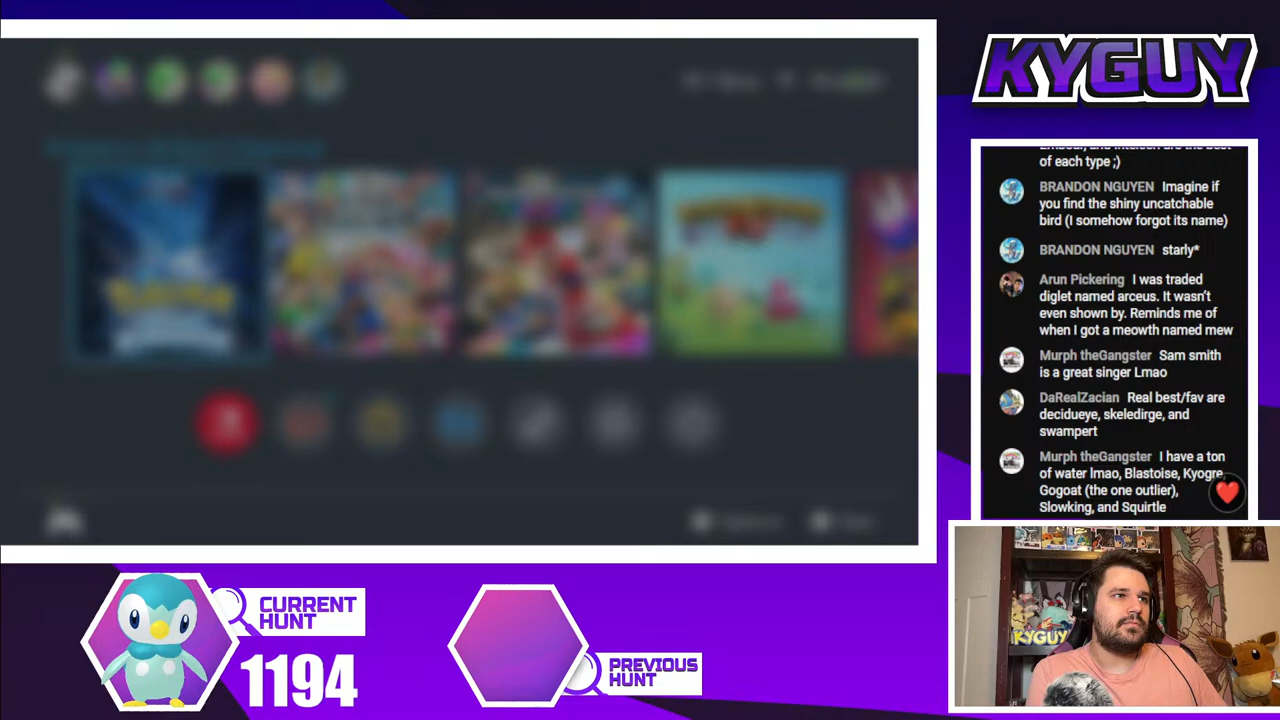 KYGUY
of each type ;)
BRANDON NGUYEN Imagine if
you find the shiny uncatchable
bird (I somehow forgot its name)
BRANDON NGUYEN starly*
Arun Pickering I was traded
diglet named arceus. It wasn't
even shown by. Reminds me of
when I got a meowth named mew
Murph theGangster Sam smith
is a great singer Lmao
DaRealZacian Real best/fav are
decidueye, skeledirge, and
swampert
Murph theGangster I have a ton
of water lmao, Blastoise, Kyogre,
Gogoat (the one outlier),
Slowking, and Squirtle
CURRENT
HUNT
1194
PREVIOUS
HUNT
KYGUY